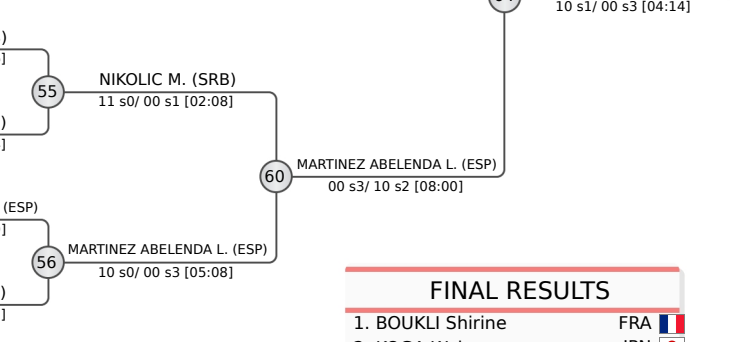 10 s1/ 00 s3 [04:14]
)
]
55
NIKOLIC M. (SRB)
11 s0/ 00 s1 [02:08]
)
]
60
MARTINEZ ABELENDA L. (ESP)
00 s3/ 10 s2 [08:00]
(ESP)
]
56
MARTINEZ ABELENDA L. (ESP)
10 s0/ 00 s3 [05:08]
)
]
FINAL RESULTS
1. BOUKLI Shirine FRA